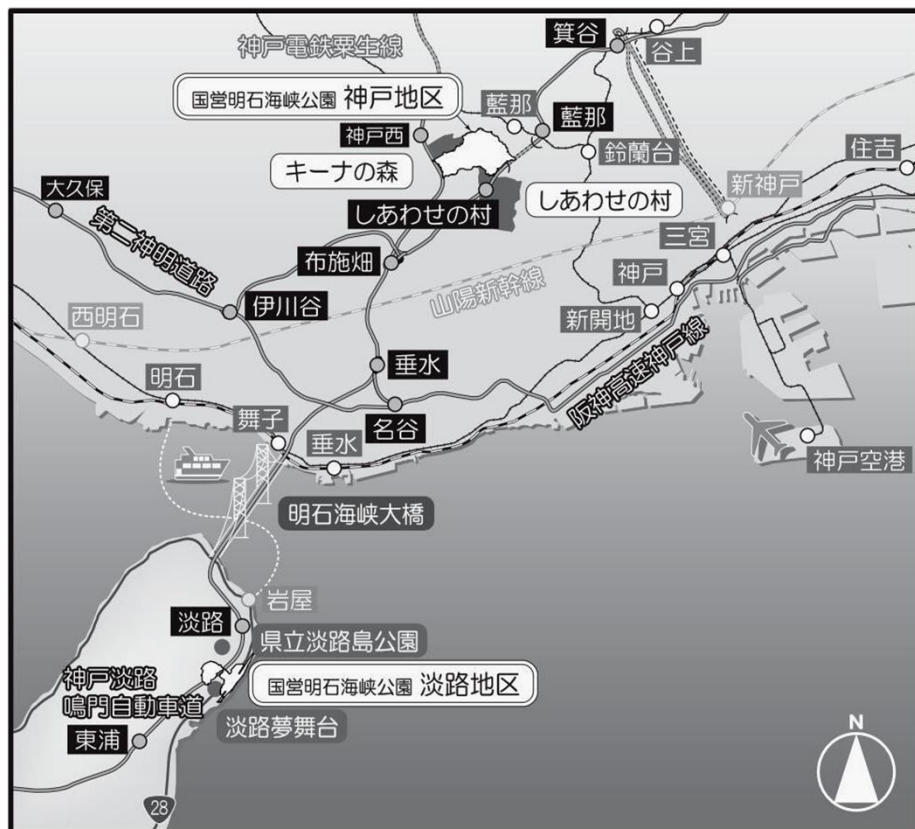 神戸電鉄粟生線
箕谷
谷上
国営明石海峡公園 神戸地区
藍那
藍那
神戸西
鈴蘭台
住吉
キーナの森
しあわせの村
しあわせの村
新神戸
大久保
第二神明道路
三宮
布施畑
神戸
山陽新幹線
伊川谷
新開地
西明石
垂水
阪神高速神戸線
明石
名谷
舞子
垂水
神戸空港
明石海峡大橋
岩屋
淡路
県立淡路島公園
神戸淡路
鳴門自動車道
国営明石海峡公園 淡路地区
淡路夢舞台
東浦
N
28